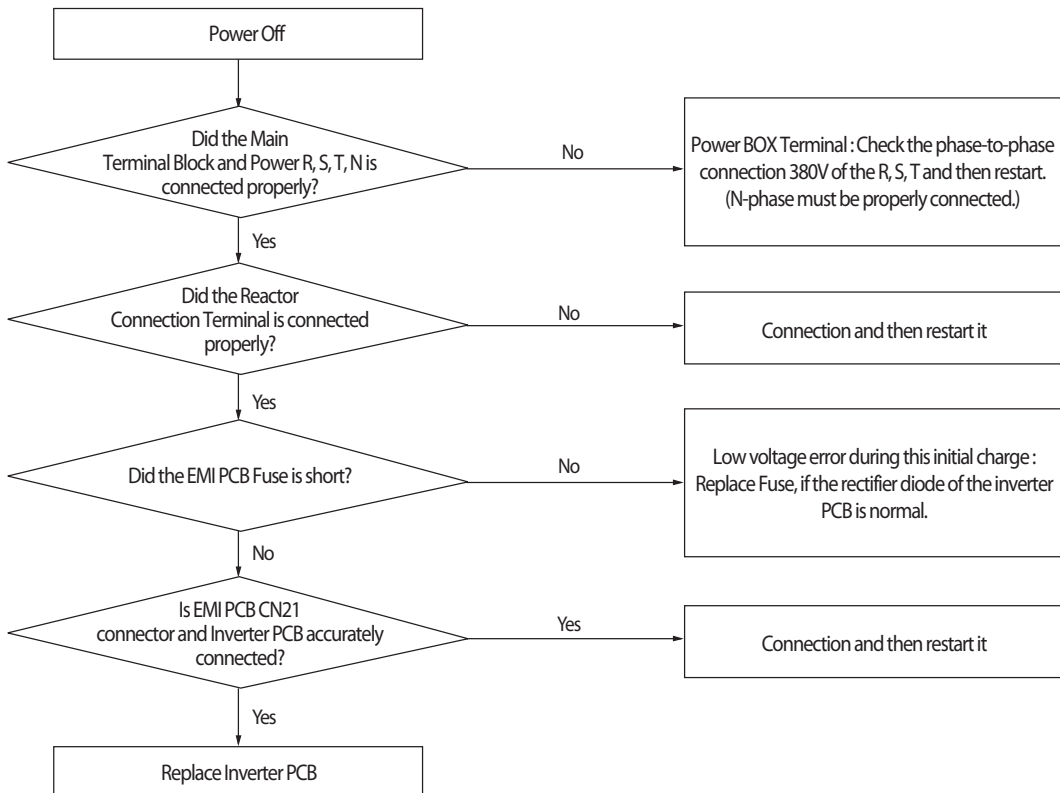 Power Off
Did the Main
Terminal Block and Power R, S, T, N is
connected properly?
No
Power BOX Terminal : Check the phase-to-phase
connection 380V of the R, S, T and then restart.
(N-phase must be properly connected.)
Yes
Did the Reactor
Connection Terminal is connected
properly?
No
Connection and then restart it
Yes
Did the EMI PCB Fuse is short?
No
Low voltage error during this initial charge :
Replace Fuse, if the rectifier diode of the inverter
PCB is normal.
No
Is EMI PCB CN21
connector and Inverter PCB accurately
connected?
Yes
Connection and then restart it
Yes
Replace Inverter PCB